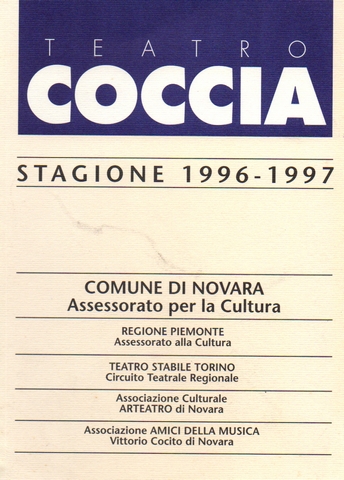 TEATRO
COCCIA
STAGIONE 1996-1997
COMUNE DI NOVARA
Assessorato per la Cultura
REGIONE PIEMONTE
Assessorato alla Cultura
TEATRO STABILE TORINO
Circuito Teatrale Regionale
Associazione Culturale
ARTEATRO di Novara
Associazione AMICI DELLA MUSICA
Vittorio Cocito di Novara